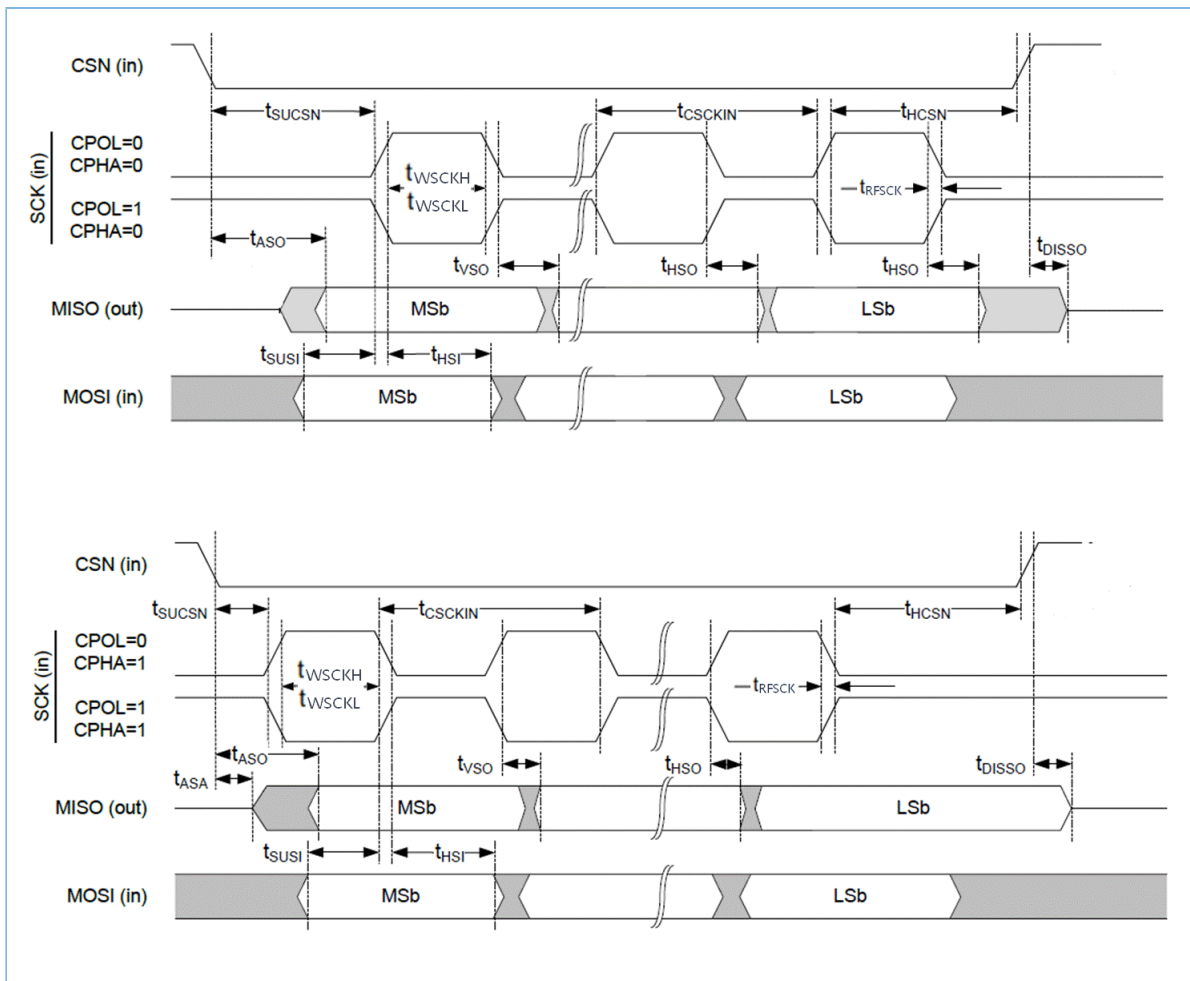 CSN (in)
tSUCSN
tCSCKIN
tHCSN
SCK (in)
CPOL=0
CPHA=0
tWSCKH
tWSCKL
tRFSCK
CPOL=1
CPHA=0
tASO
tVSO
tHSO
tHSO
tDISSO
MISO (out)
MSb
LSb
tSUSI
tHSI
MOSI (in)
MSb
LSb
CSN (in)
tSUCSN
tCSCKIN
tHCSN
SCK (in)
CPOL=0
CPHA=1
tWSCKH
tWSCKL
tRFSCK
CPOL=1
CPHA=1
tASO
tASA
tVSO
tHSO
tDISSO
MISO (out)
MSb
LSb
tSUSI
tHSI
MOSI (in)
MSb
LSb